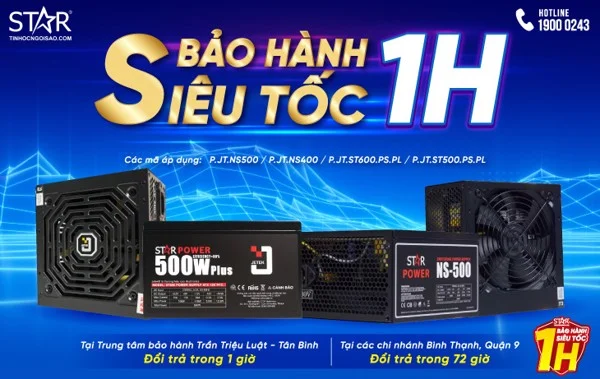 STAR
TINHOCNGOISAO.COM
HOTLINE
1900 0243
BẢO HÀNH
SIÊU TỐC
1H
Các mã áp dụng: P.JT.NS500 / P.JT.NS400 / P.JT.ST600.PS.PL / P.JT.ST500.PS.PL
STAR POWER
500W Plus
JETEK
CẢNH BÁO
STAR
POWER
NS-500
Tại Trung tâm bảo hành Trần Triệu Luật - Tân Bình
Đổi trả trong 1 giờ
Tại các chi nhánh Bình Thạnh, Quận 9
Đổi trả trong 72 giờ
BẢO HÀNH
SIÊU TỐC
1H